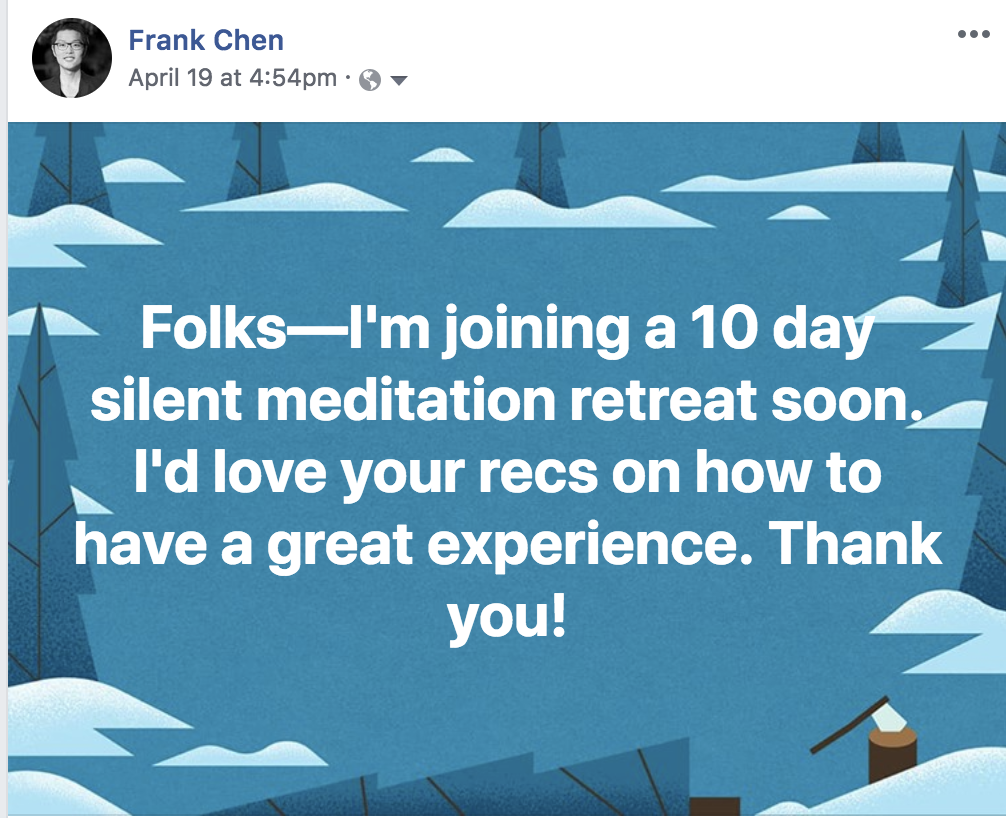 Frank Chen
April 19 at 4:54pm ·
Folks—I'm joining a 10 day
silent meditation retreat soon.
I'd love your recs on how to
have a great experience. Thank
you!